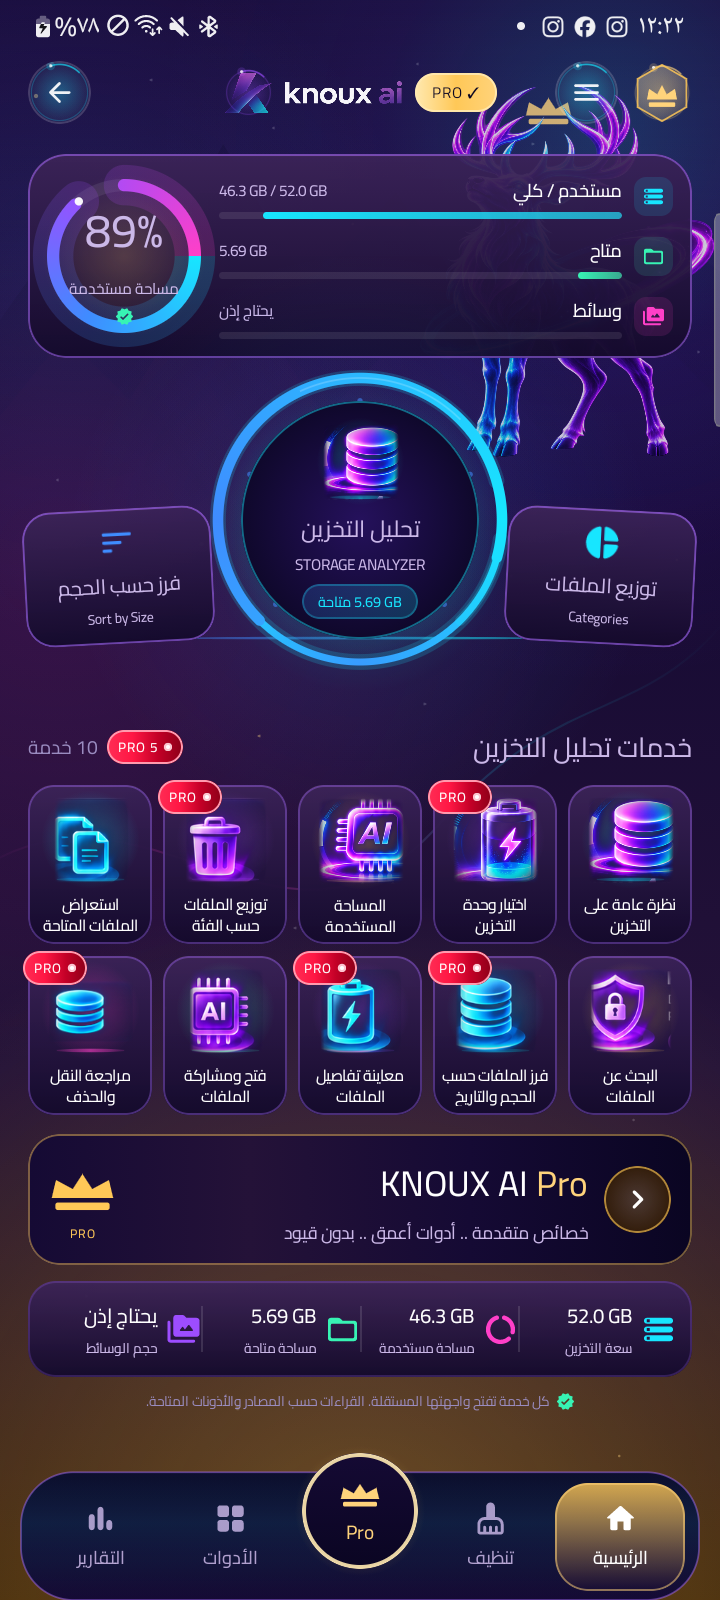 ١٢:٢٢
%٧٨
knoux ai
PRO ✓
مستخدم / كلي
46.3 GB / 52.0 GB
متاح
5.69 GB
وسائط
يحتاج إذن
89%
مساحة مستخدمة
تحليل التخزين
STORAGE ANALYZER
5.69 GB متاحة
توزيع الملفات
Categories
فرز حسب الحجم
Sort by Size
خدمات تحليل التخزين
PRO 5
10 خدمة
نظرة عامة على
التخزين
PRO
اختيار وحدة
التخزين
المساحة
المستخدمة
PRO
توزيع الملفات
حسب الفئة
استعراض
الملفات المتاحة
البحث عن
الملفات
PRO
فرز الملفات حسب
الحجم والتاريخ
PRO
معاينة تفاصيل
الملفات
فتح ومشاركة
الملفات
PRO
مراجعة النقل
والحذف
KNOUX AI Pro
خصائص متقدمة .. أدوات أعمق .. بدون قيود
PRO
52.0 GB
سعة التخزين
46.3 GB
مساحة مستخدمة
5.69 GB
مساحة متاحة
يحتاج إذن
حجم الوسائط
كل خدمة تفتح واجهتها المستقلة. القراءات حسب المصادر والأذونات المتاحة.
الرئيسية
تنظيف
Pro
الأدوات
التقارير